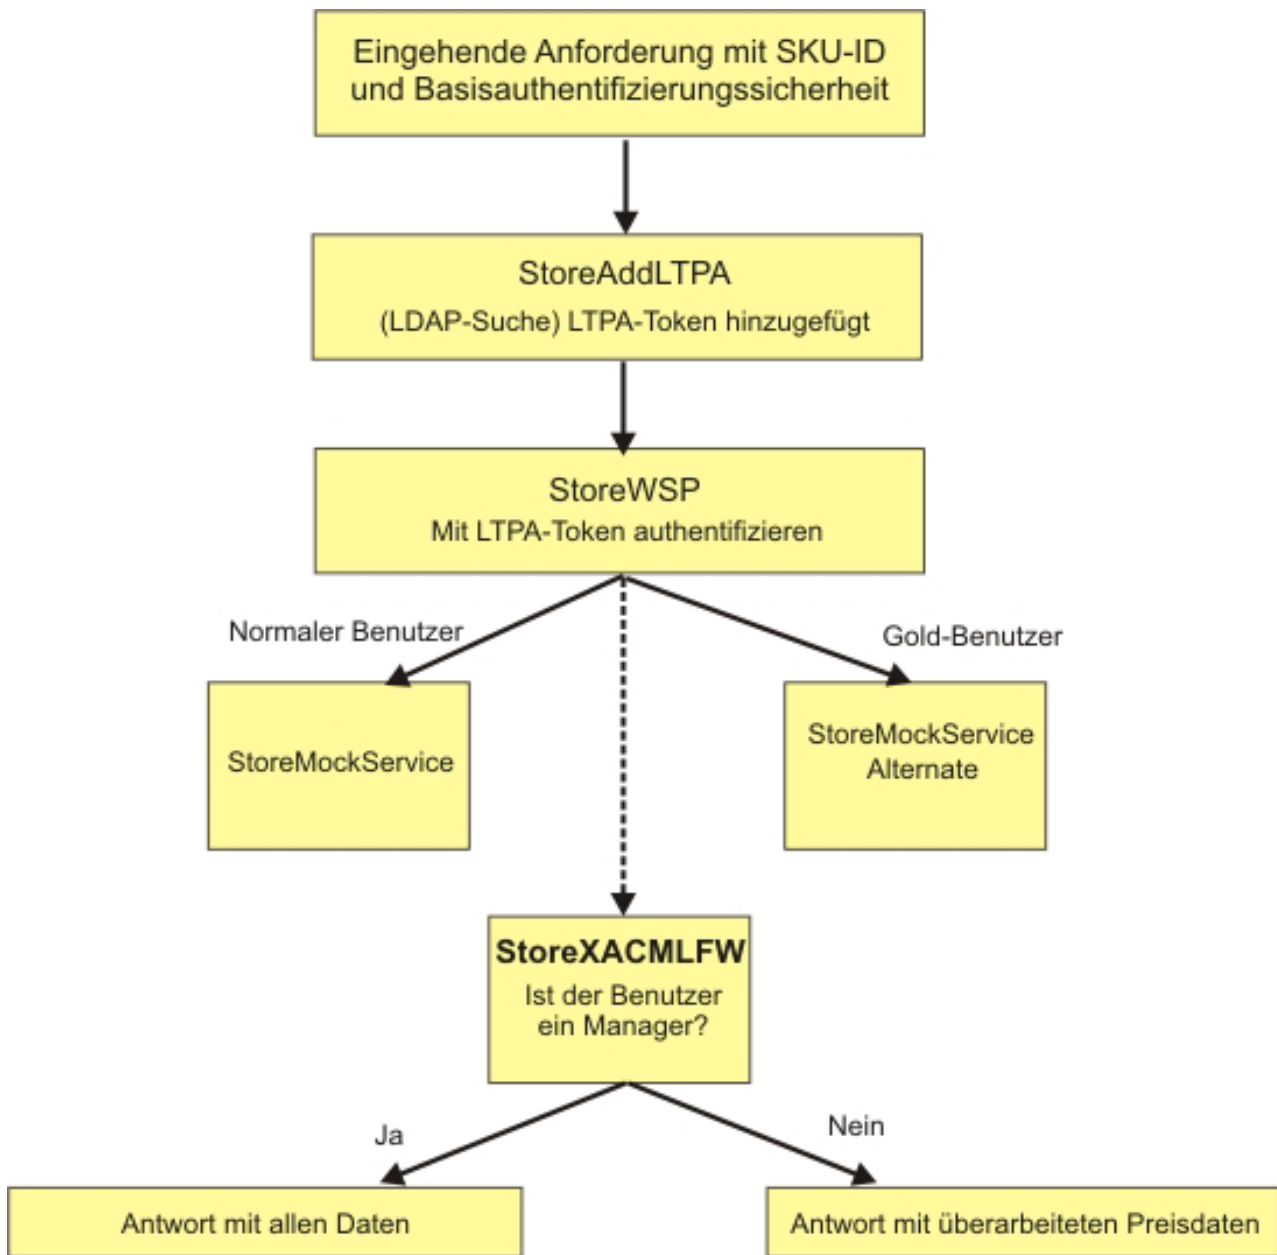 Eingehende Anforderung mit SKU-ID
und Basisauthentifizierungssicherheit
StoreAddLTPA
(LDAP-Suche) LTPA-Token hinzugefügt
StoreWSP
Mit LTPA-Token authentifizieren
Normaler Benutzer
Gold-Benutzer
StoreMockService
StoreMockService
Alternate
StoreXACMLFW
Ist der Benutzer
ein Manager?
Ja
Nein
Antwort mit allen Daten
Antwort mit überarbeiteten Preisdaten